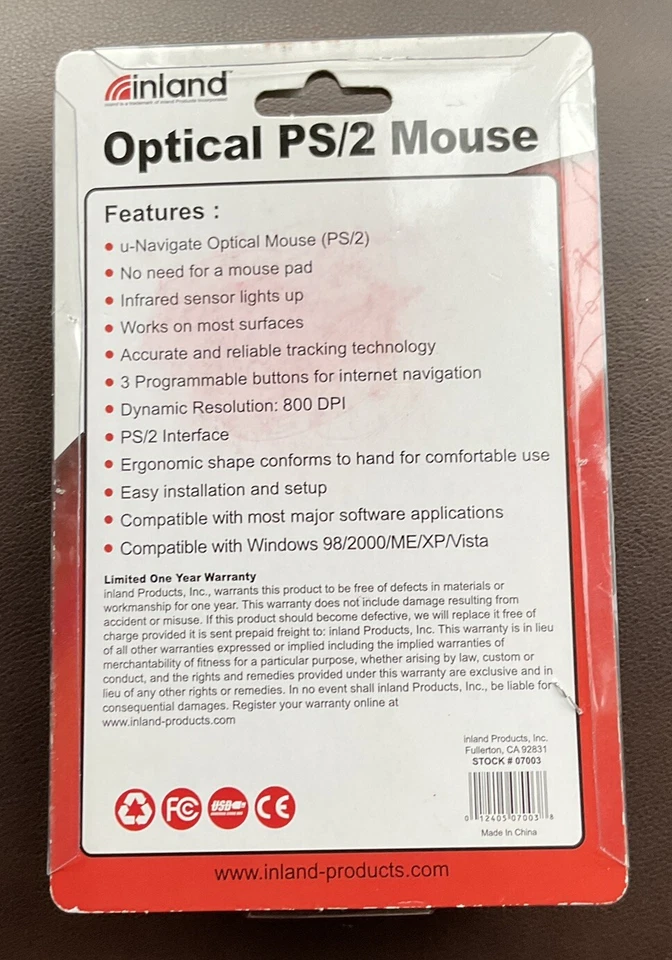 inland™
inland is a trademark of inland Products Incorporated
Optical PS/2 Mouse
Features :
• u-Navigate Optical Mouse (PS/2)
• No need for a mouse pad
• Infrared sensor lights up
• Works on most surfaces
• Accurate and reliable tracking technology
• 3 Programmable buttons for internet navigation
• Dynamic Resolution: 800 DPI
• PS/2 Interface
• Ergonomic shape conforms to hand for comfortable use
• Easy installation and setup
• Compatible with most major software applications
• Compatible with Windows 98/2000/ME/XP/Vista
Limited One Year Warranty
inland Products, Inc., warrants this product to be free of defects in materials or
workmanship for one year. This warranty does not include damage resulting from
accident or misuse. If this product should become defective, we will replace it free of
charge provided it is sent prepaid freight to: inland Products, Inc. This warranty is in lieu
of all other warranties expressed or implied including the implied warranties of
merchantability of fitness for a particular purpose, whether arising by law, custom or
conduct, and the rights and remedies provided under this warranty are exclusive and in
lieu of any other rights or remedies. In no event shall inland Products, Inc., be liable for
consequential damages. Register your warranty online at
www.inland-products.com
inland Products, Inc.
Fullerton, CA 92831
STOCK # 07003
0 12405 07003 8
Made In China
FC
USB
CE
www.inland-products.com